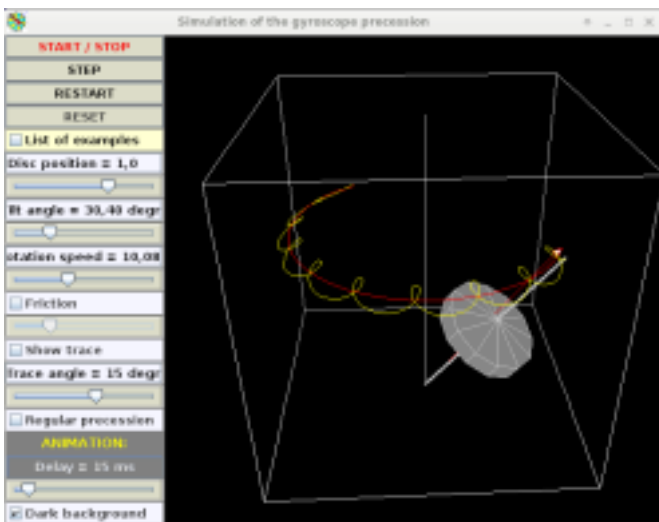 Simulation of the gyroscope precession
START / STOP
STEP
RESTART
RESET
List of examples
Disc position = 1,0
ilt angle = 30,40 degr
otation speed = 10,08
Friction
Show trace
Trace angle = 15 degr
Regular precession
ANIMATION:
Delay = 15 ms
Dark background